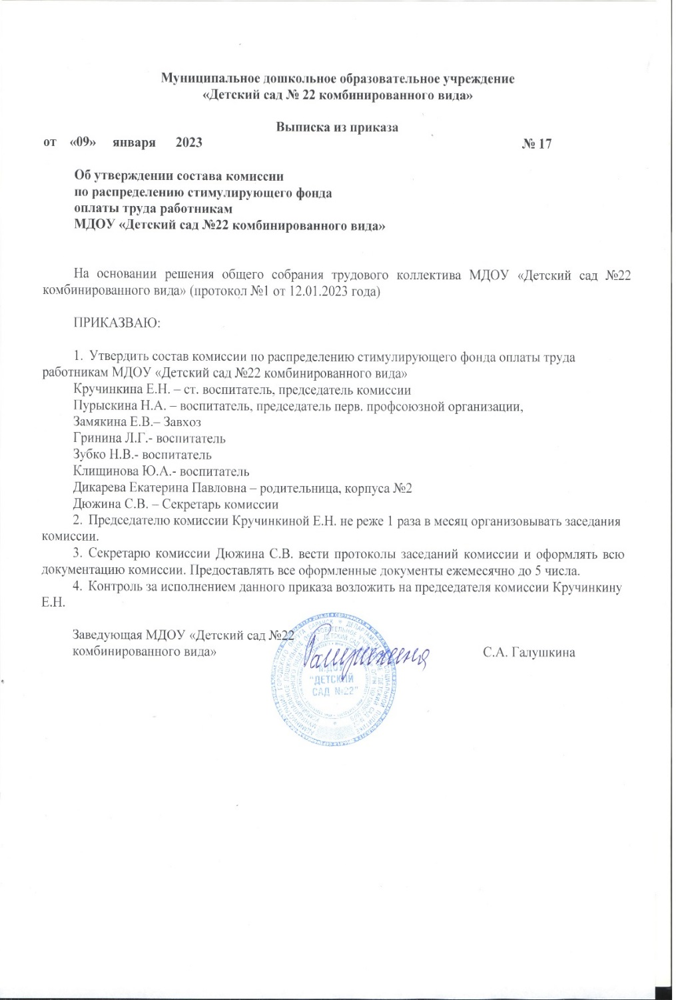 Муниципальное дошкольное образовательное учреждение
«Детский сад № 22 комбинированного вида»
Выписка из приказа
от «09» января 2023 № 17
Об утверждении состава комиссии
по распределению стимулирующего фонда
оплаты труда работникам
МДОУ «Детский сад №22 комбинированного вида»
На основании решения общего собрания трудового коллектива МДОУ «Детский сад №22
комбинированного вида» (протокол №1 от 12.01.2023 года)
ПРИКАЗВАЮ:
1. Утвердить состав комиссии по распределению стимулирующего фонда оплаты труда
работникам МДОУ «Детский сад №22 комбинированного вида»
Кручинкина Е.Н. – ст. воспитатель, председатель комиссии
Пурыскина Н.А. – воспитатель, председатель перв. профсоюзной организации,
Замякина Е.В.– Завхоз
Гринина Л.Г.- воспитатель
Зубко Н.В.- воспитатель
Клищинова Ю.А.- воспитатель
Дикарева Екатерина Павловна – родительница, корпуса №2
Дюжина С.В. – Секретарь комиссии
2. Председателю комиссии Кручинкиной Е.Н. не реже 1 раза в месяц организовывать заседания
комиссии.
3. Секретарю комиссии Дюжина С.В. вести протоколы заседаний комиссии и оформлять всю
документацию комиссии. Предоставлять все оформленные документы ежемесячно до 5 числа.
4. Контроль за исполнением данного приказа возложить на председателя комиссии Кручинкину
Е.Н.
Заведующая МДОУ «Детский сад №22
комбинированного вида» С.А. Галушкина
МДОУ
"ДЕТСКИЙ
САД №22"